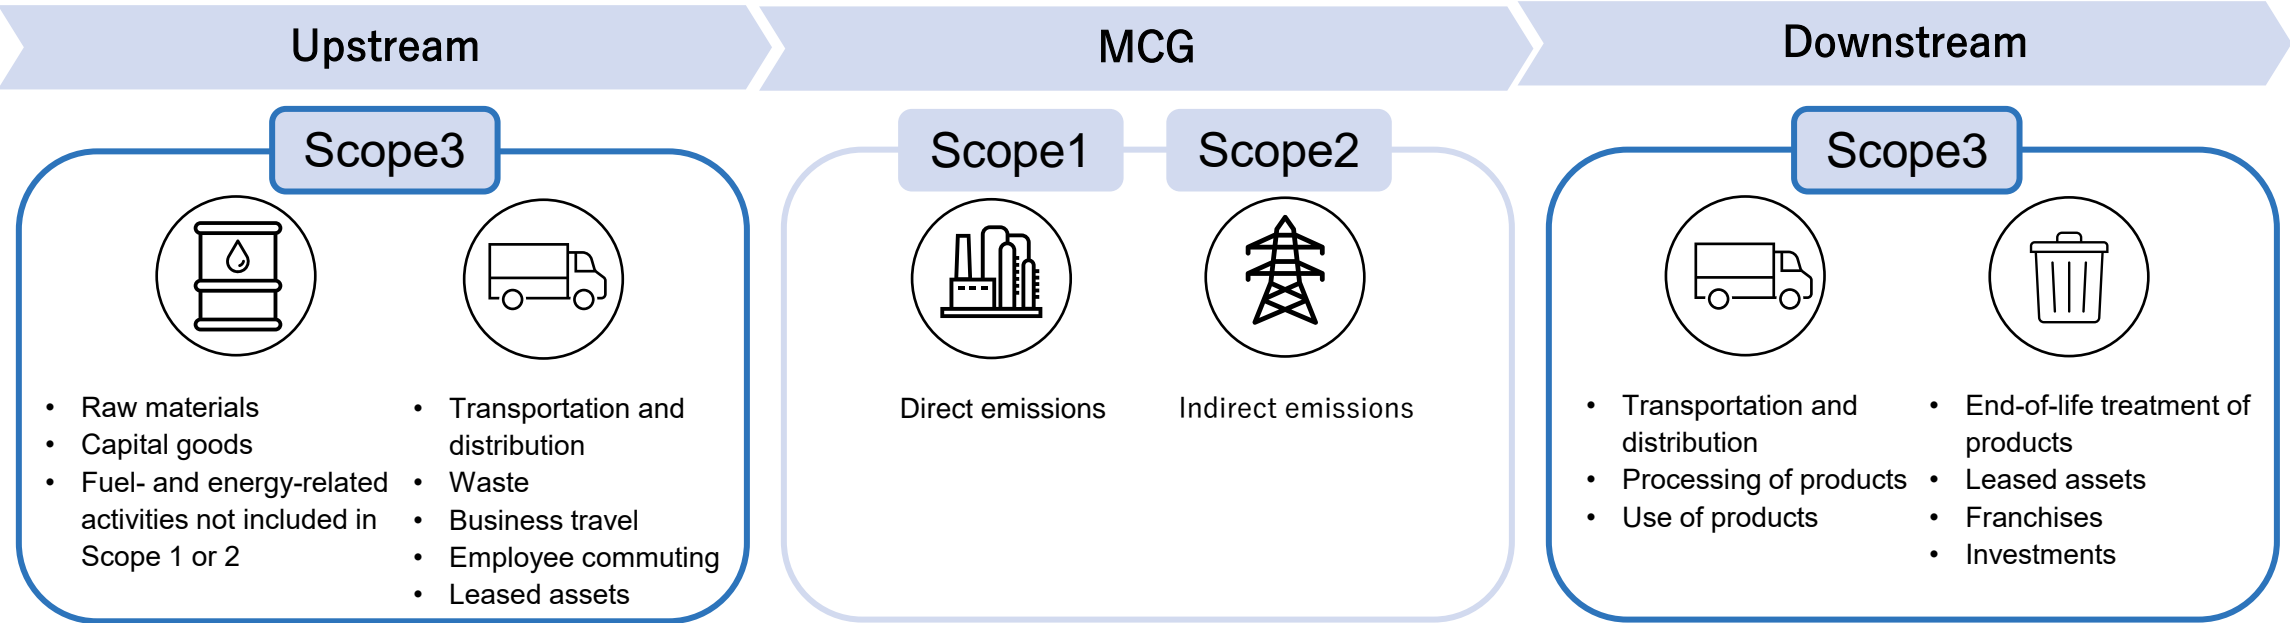 Upstream
MCG
Downstream
Scope3
Scope1
Scope2
Scope3
• Raw materials
• Capital goods
• Fuel- and energy-related
activities not included in
Scope 1 or 2
• Transportation and
distribution
• Waste
• Business travel
• Employee commuting
• Leased assets
Direct emissions
Indirect emissions
• Transportation and
distribution
• Processing of products
• Use of products
• End-of-life treatment of
products
• Leased assets
• Franchises
• Investments